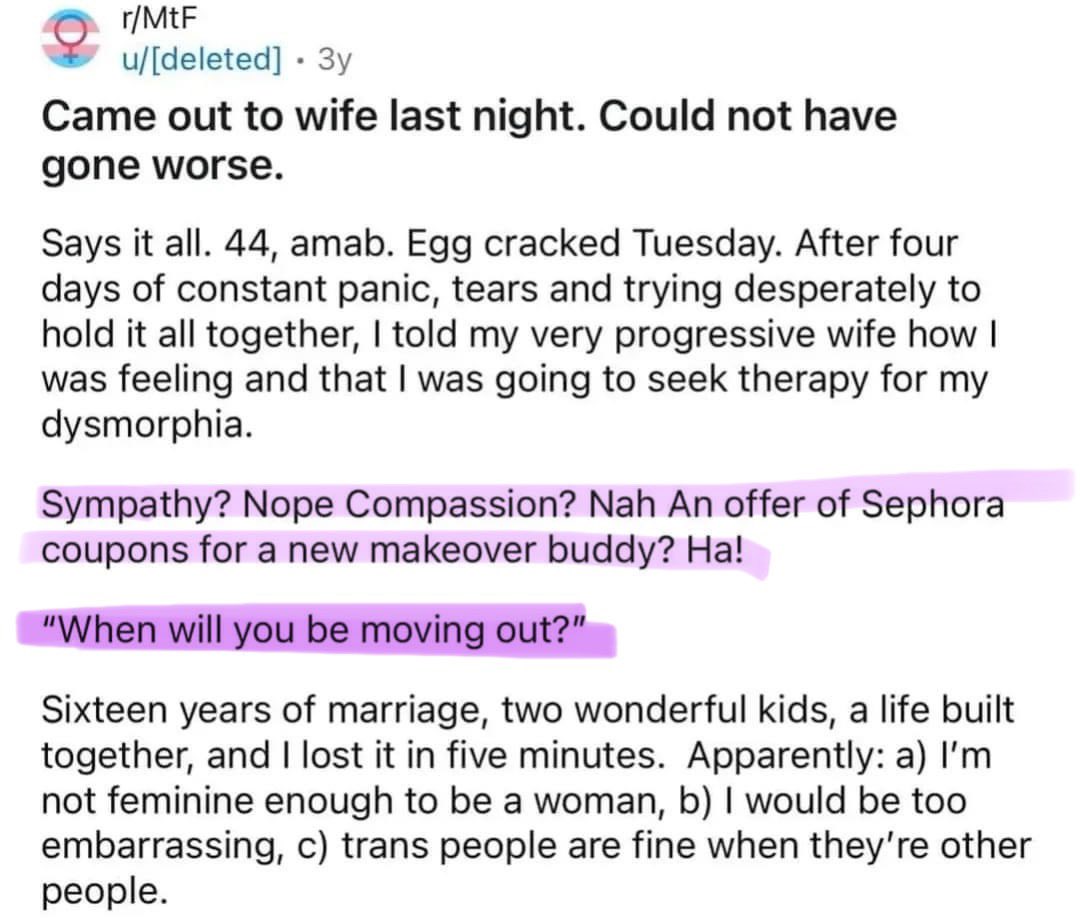 r/MtF
u/[deleted] · 3y
Came out to wife last night. Could not have
gone worse.
Says it all. 44, amab. Egg cracked Tuesday. After four
days of constant panic, tears and trying desperately to
hold it all together, I told my very progressive wife how I
was feeling and that I was going to seek therapy for my
dysmorphia.
Sympathy? Nope Compassion? Nah An offer of Sephora
coupons for a new makeover buddy? Ha!
“When will you be moving out?”
Sixteen years of marriage, two wonderful kids, a life built
together, and I lost it in five minutes.  Apparently: a) I’m
not feminine enough to be a woman, b) I would be too
embarrassing, c) trans people are fine when they’re other
people.